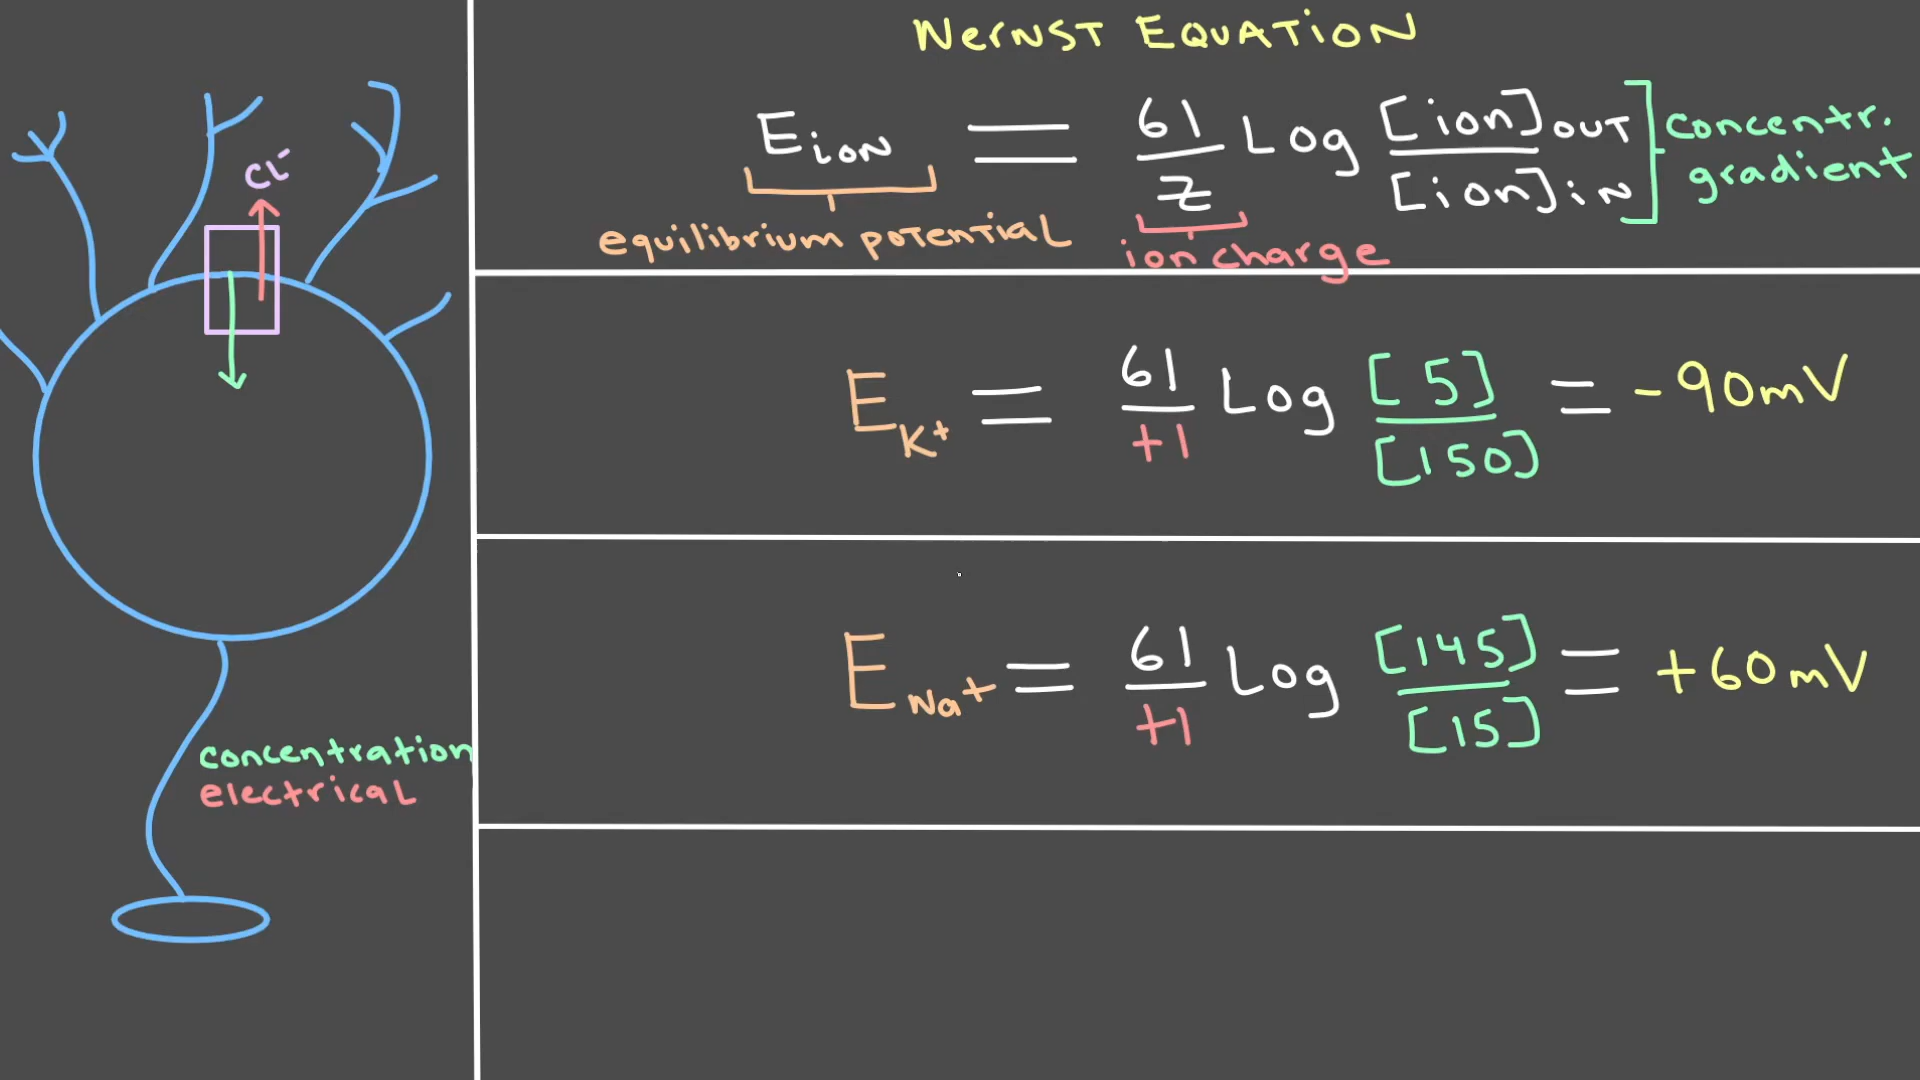 NERNST EQUATION
Eion = 61/z Log [ion]OUT/[ion]iN
concentr. gradient
equilibrium potential
ion charge
CL-
EK+ = 61/+1 Log [5]/[150] = -90mV
ENa+ = 61/+1 Log [145]/[15] = +60mV
concentration
electrical